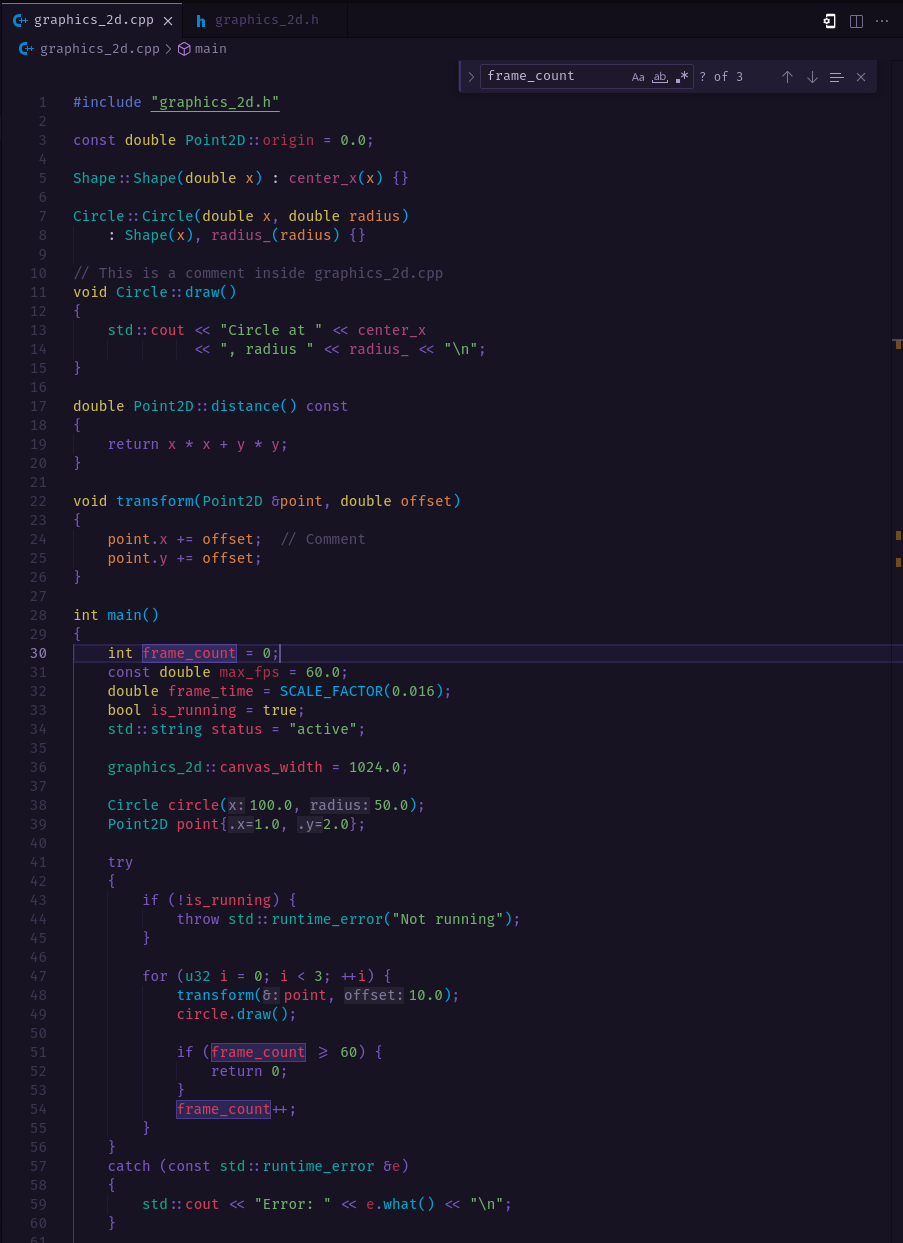 graphics_2d.cpp graphics_2d.h
graphics_2d.cpp > main
frame_count Aa ab .* ? of 3
1 #include "graphics_2d.h"
2
3 const double Point2D::origin = 0.0;
4
5 Shape::Shape(double x) : center_x(x) {}
6
7 Circle::Circle(double x, double radius)
8     : Shape(x), radius_(radius) {}
9
10 // This is a comment inside graphics_2d.cpp
11 void Circle::draw()
12 {
13     std::cout << "Circle at " << center_x
14               << ", radius " << radius_ << "\n";
15 }
16
17 double Point2D::distance() const
18 {
19     return x * x + y * y;
20 }
21
22 void transform(Point2D &point, double offset)
23 {
24     point.x += offset;  // Comment
25     point.y += offset;
26 }
27
28 int main()
29 {
30     int frame_count = 0;
31     const double max_fps = 60.0;
32     double frame_time = SCALE_FACTOR(0.016);
33     bool is_running = true;
34     std::string status = "active";
35
36     graphics_2d::canvas_width = 1024.0;
37
38     Circle circle(x: 100.0, radius: 50.0);
39     Point2D point{.x=1.0, .y=2.0};
40
41     try
42     {
43         if (!is_running) {
44             throw std::runtime_error("Not running");
45         }
46
47         for (u32 i = 0; i < 3; ++i) {
48             transform(&: point, offset: 10.0);
49             circle.draw();
50
51             if (frame_count >= 60) {
52                 return 0;
53             }
54             frame_count++;
55         }
56     }
57     catch (const std::runtime_error &e)
58     {
59         std::cout << "Error: " << e.what() << "\n";
60     }
61